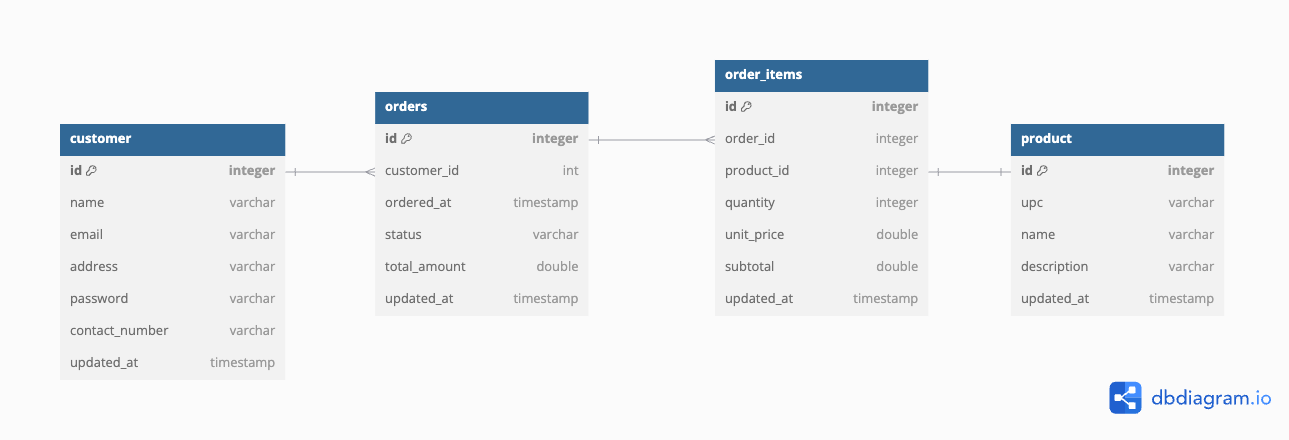 customer
id integer
name varchar
email varchar
address varchar
password varchar
contact_number varchar
updated_at timestamp
orders
id integer
customer_id int
ordered_at timestamp
status varchar
total_amount double
updated_at timestamp
order_items
id integer
order_id integer
product_id integer
quantity integer
unit_price double
subtotal double
updated_at timestamp
product
id integer
upc varchar
name varchar
description varchar
updated_at timestamp
dbdiagram.io